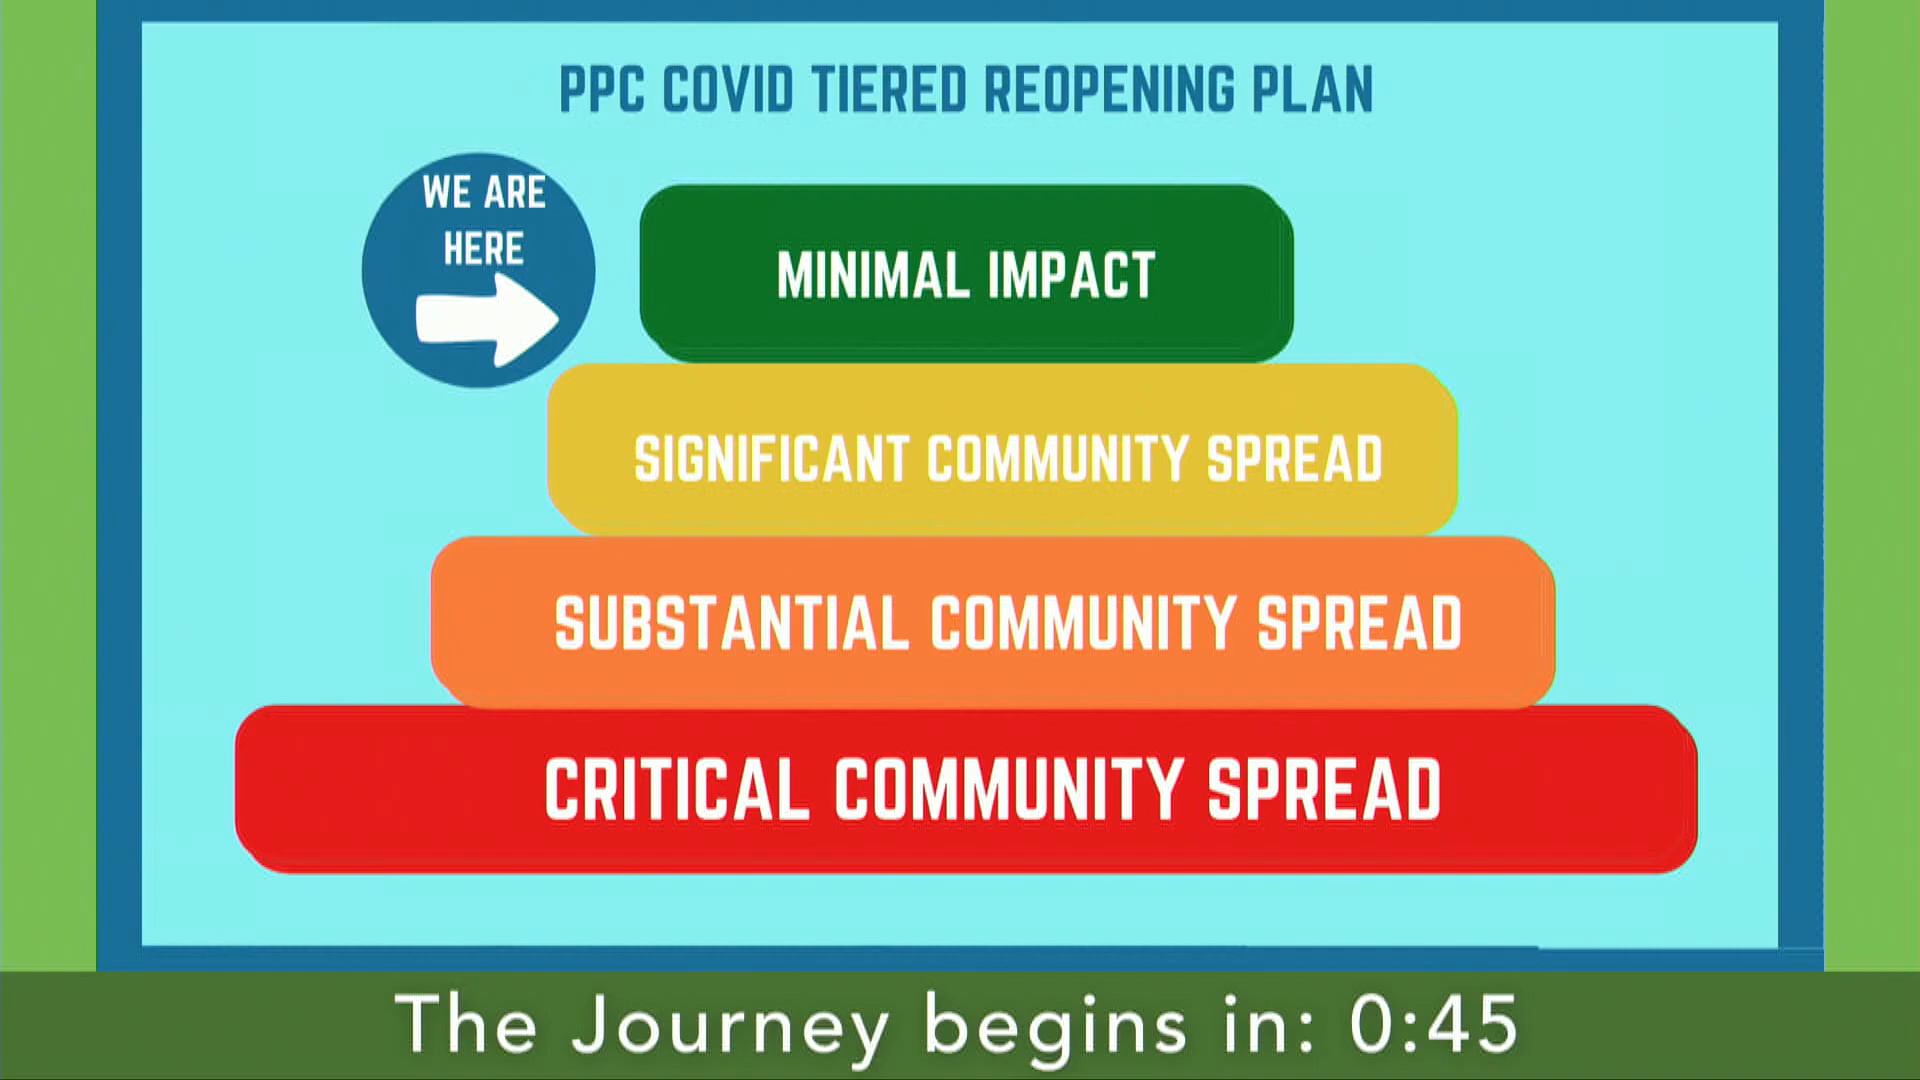 PPC COVID TIERED REOPENING PLAN
WE ARE
HERE
MINIMAL IMPACT
SIGNIFICANT COMMUNITY SPREAD
SUBSTANTIAL COMMUNITY SPREAD
CRITICAL COMMUNITY SPREAD
The Journey begins in: 0:45